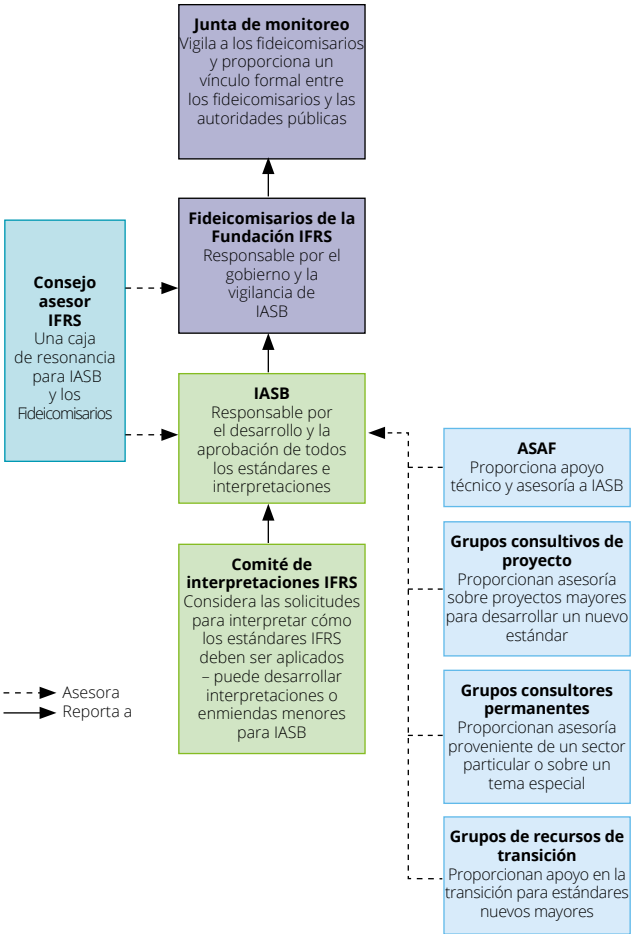 Junta de monitoreo
Vigila a los fideicomisarios
y proporciona un
vínculo formal entre
los fideicomisarios y las
autoridades públicas
Fideicomisarios de la
Fundación IFRS
Responsable por el
gobierno y la
vigilancia de
IASB
Consejo
asesor
IFRS
Una caja
de resonancia
para IASB
y los
Fideicomisarios
IASB
Responsable por
el desarrollo y la
aprobación de todos
los estándares e
interpretaciones
Comité de
interpretaciones IFRS
Considera las solicitudes
para interpretar cómo
los estándares IFRS
deben ser aplicados
– puede desarrollar
interpretaciones o
enmiendas menores
para IASB
ASAF
Proporciona apoyo
técnico y asesoría a IASB
Grupos consultivos de
proyecto
Proporcionan asesoría
sobre proyectos mayores
para desarrollar un nuevo
estándar
Grupos consultores
permanentes
Proporcionan asesoría
proveniente de un sector
particular o sobre un
tema especial
Grupos de recursos de
transición
Proporcionan apoyo en la
transición para estándares
nuevos mayores
Asesora
Reporta a